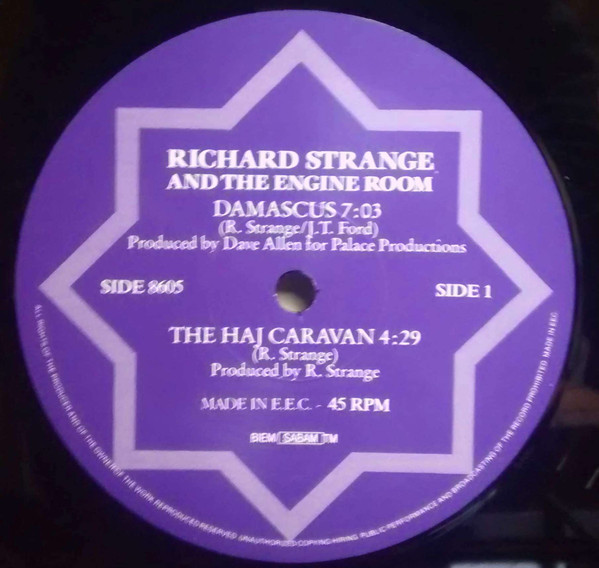 RICHARD STRANGE
AND THE ENGINE ROOM
DAMASCUS 7:03
(R. Strange/J.T. Ford)
Produced by Dave Allen for Palace Productions
SIDE 8605
SIDE 1
THE HAJ CARAVAN 4:29
(R. Strange)
Produced by R. Strange
MADE IN E.E.C. - 45 RPM
BIEM SABAM TM
ALL RIGHTS OF THE PRODUCER AND OF THE OWNER OF THE WORK REPRODUCED RESERVED. UNAUTHORIZED COPYING HIRING PUBLIC PERFORMANCE AND BROADCASTING OF THE RECORD PROHIBITED. MADE IN EEC.